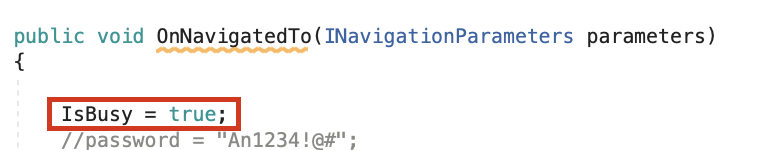 public void OnNavigatedTo(INavigationParameters parameters)
{
IsBusy = true;
//password = "An1234!@#";